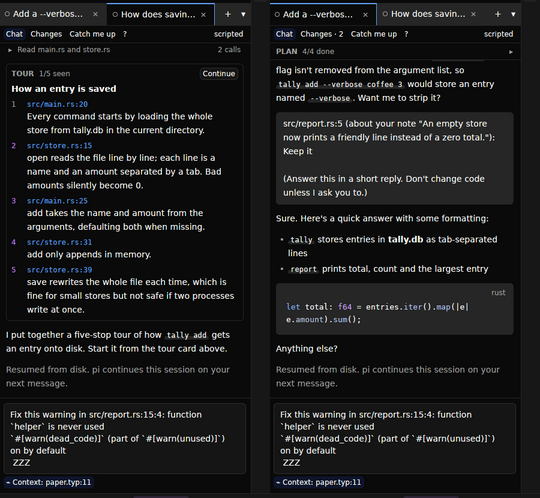 Add a --verbos... ×
How does savin... ×
+ ▾
Chat Changes Catch me up ? scripted
▸ Read main.rs and store.rs 2 calls
TOUR 1/5 seen Continue
How an entry is saved
1 src/main.rs:20
Every command starts by loading the whole
store from tally.db in the current directory.
2 src/store.rs:15
open reads the file line by line; each line is
a name and an amount separated by a tab. Bad
amounts silently become 0.
3 src/main.rs:25
add takes the name and amount from the
arguments, defaulting both when missing.
4 src/store.rs:31
add only appends in memory.
5 src/store.rs:39
save rewrites the whole file each time, which is
fine for small stores but not safe if two processes
write at once.
I put together a five-stop tour of how tally add gets
an entry onto disk. Start it from the tour card above.
Resumed from disk. pi continues this session on your
next message.
Fix this warning in src/report.rs:15:4: function
`helper` is never used
`#[warn(dead_code)]` (part of `#[warn(unused)]`)
on by default
ZZZ
Context: paper.typ:11
Add a --verbos... ×
How does savin... ×
+ ▾
Chat Changes · 2 Catch me up ? scripted
PLAN 4/4 done ▸
flag isn't removed from the argument list, so
tally add --verbose coffee 3 would store an entry
named --verbose. Want me to strip it?
src/report.rs:5 (about your note "An empty store
now prints a friendly line instead of a zero total."):
Keep it
(Answer this in a short reply. Don't change code
unless I ask you to.)
Sure. Here's a quick answer with some formatting:
• tally stores entries in tally.db as tab-separated
lines
• report prints total, count and the largest entry
rust
let total: f64 = entries.iter().map(|e|
e.amount).sum();
Anything else?
Resumed from disk. pi continues this session on your
next message.
Fix this warning in src/report.rs:15:4: function
`helper` is never used
`#[warn(dead_code)]` (part of `#[warn(unused)]`)
on by default
ZZZ
Context: paper.typ:11